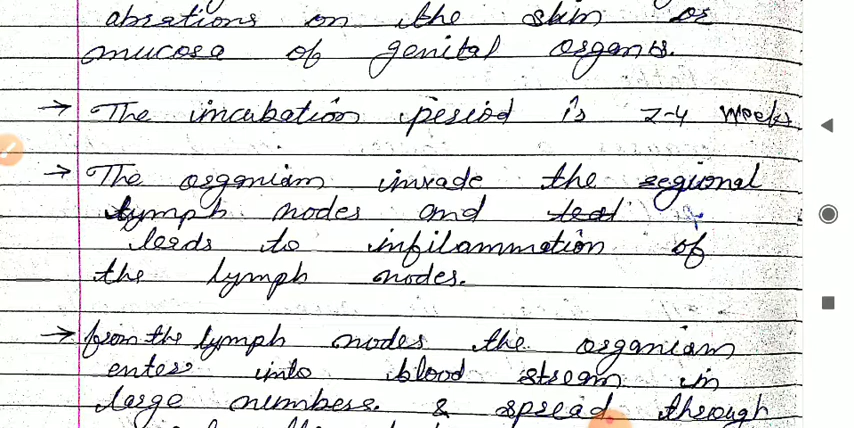 abrations on the skin or
mucosa of genital organs.
→ The incubation period is 2-4 weeks
→ The organism invade the regional
lymph nodes and
leads to infilammation of
the lymph nodes.
→ from the lymph nodes the organism
enters into blood stream in
large numbers. & spread through